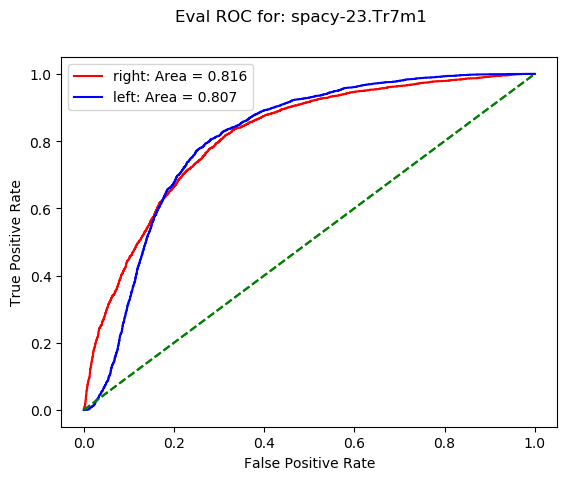 Eval ROC for: spacy-23.Tr7m1
right: Area = 0.816
left: Area = 0.807
True Positive Rate
1.0
0.8
0.6
0.4
0.2
0.0
0.0 0.2 0.4 0.6 0.8 1.0
False Positive Rate